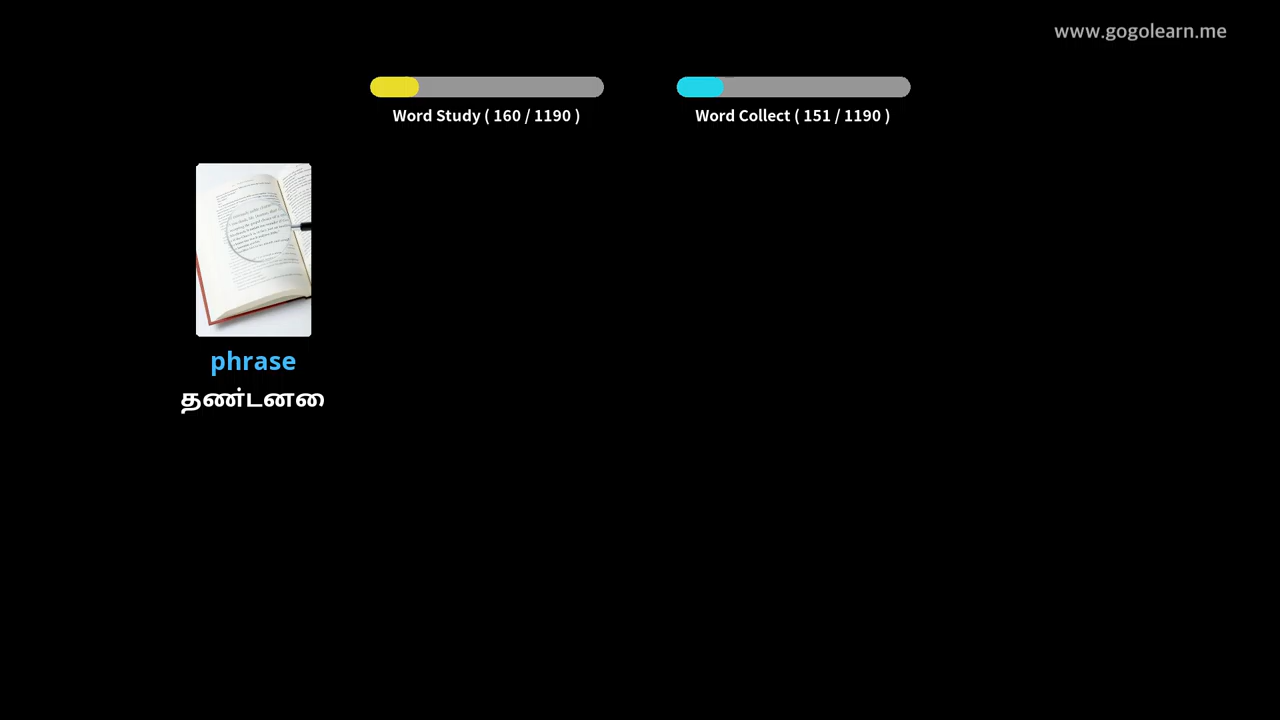 www.gogolearn.me
Word Study ( 160 / 1190 )
Word Collect ( 151 / 1190 )
phrase
தண்டனை